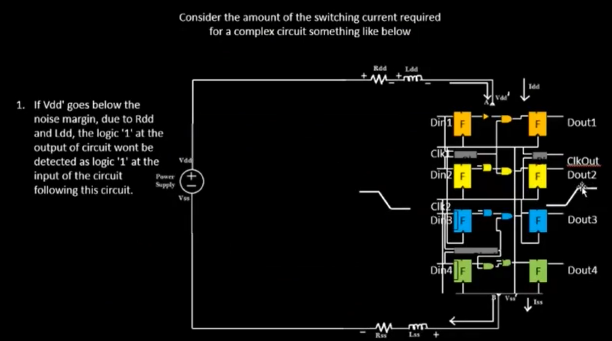 Consider the amount of the switching current required
for a complex circuit something like below
Rdd
Ldd
+ - + -
Vdd'
Idd
A
1. If Vdd' goes below the
noise margin, due to Rdd
and Ldd, the logic '1' at the
output of circuit wont be
detected as logic '1' at the
input of the circuit
following this circuit.
Vdd
Power
Supply
+
-
Vss
Din1
F
F
Dout1
Clk1
ClkOut
Din2
F
F
Dout2
Clk2
Din3
F
F
Dout3
Din4
F
F
Dout4
B
Vss'
Iss
-
Rss
Lss
+